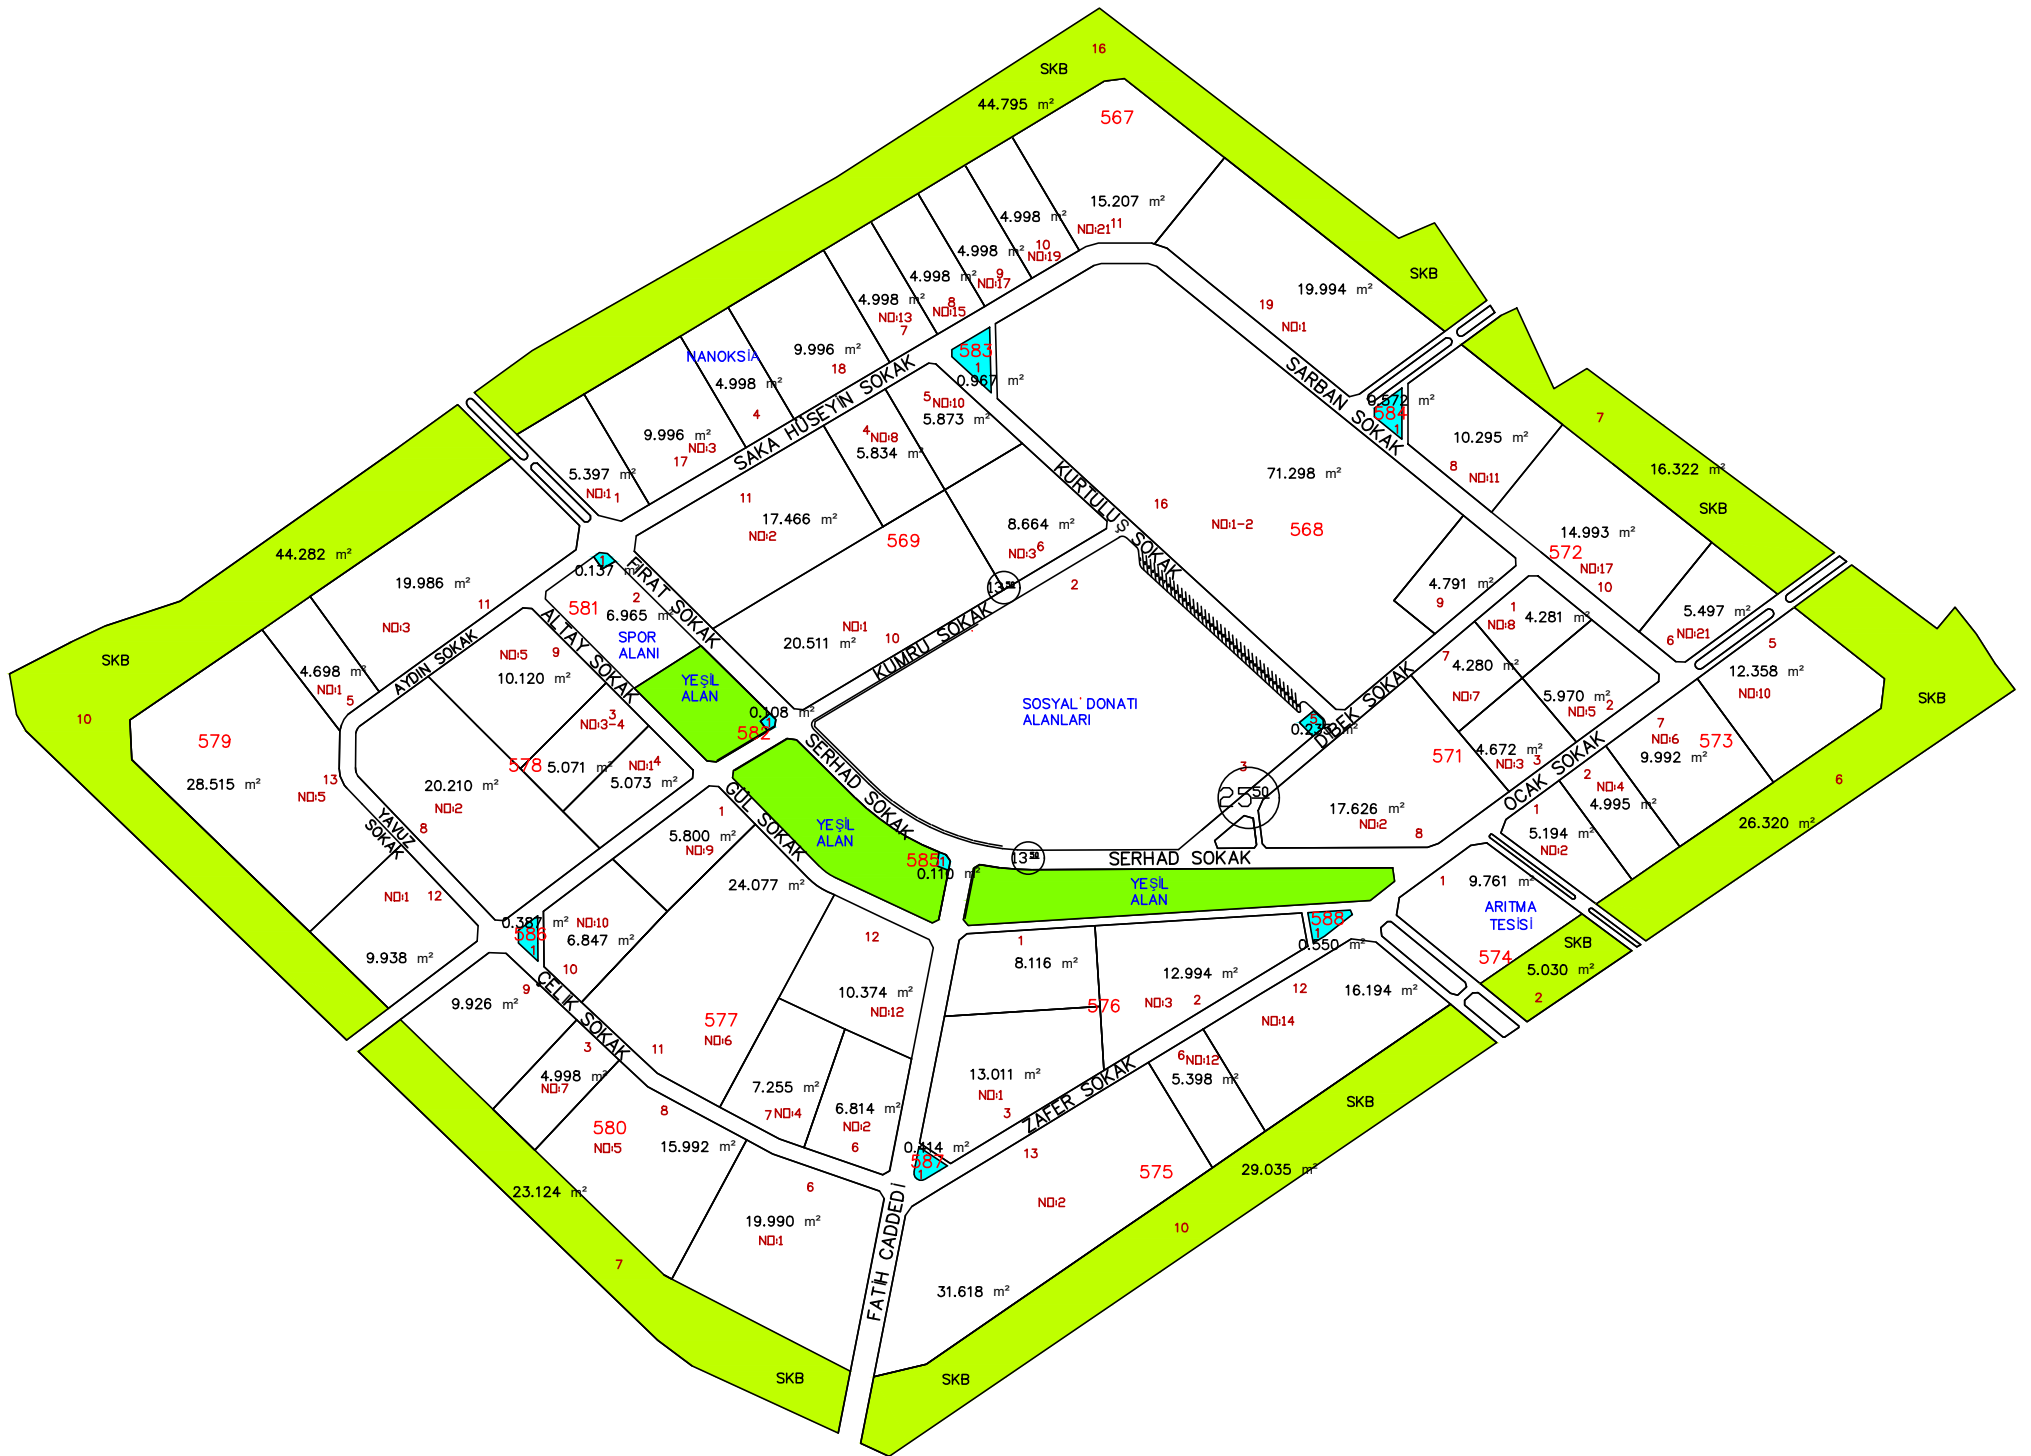 16
SKB
44.795 m²
567
15.207 m²
NO:21
11
4.998 m²
10
NO:19
4.998 m²
9
NO:17
4.998 m²
8
NO:15
4.998 m²
NO:13
7
9.996 m²
18
NANOKSİA
4.998 m²
4
9.996 m²
NO:3
17
5.397 m²
NO:1
1
SAKA HÜSEYİN SOKAK
583
1
0.967 m²
SKB
19.994 m²
19
NO:1
SARBAN SOKAK
0.572 m²
584
1
7
16.322 m²
SKB
10.295 m²
8
NO:11
14.993 m²
572
NO:17
10
5.497 m²
6
NO:21
71.298 m²
16
NO:1-2
568
4.791 m²
9
5
NO:10
5.873 m²
4
NO:8
5.834 m²
11
17.466 m²
NO:2
569
8.664 m²
NO:3
6
NO:1
10
20.511 m²
KURTULUŞ SOKAK
KUMRU SOKAK
13.50
2
SOSYAL DONATI
ALANLARI
5
0.235 m²
DİBEK SOKAK
3
25.50
44.282 m²
SKB
10
19.986 m²
11
NO:3
4.698 m²
NO:1
5
579
28.515 m²
13
NO:5
AYDIN SOKAK
YAVUZ
SOKAK
NO:1
12
9.938 m²
1
0.137 m²
581
2
6.965 m²
SPOR
ALANI
FIRAT SOKAK
ALTAY SOKAK
YEŞİL
ALAN
0.108 m²
1
582
NO:5
9
10.120 m²
3
NO:3-4
578
5.071 m²
NO:1
4
5.073 m²
20.210 m²
NO:2
8
SERHAD SOKAK
GÜL SOKAK
YEŞİL
ALAN
585
1
0.110 m²
13.50
SERHAD SOKAK
YEŞİL
ALAN
1
NO:8
4.281 m²
7
4.280 m²
NO:7
5.970 m²
2
NO:5
571
4.672 m²
NO:3
3
17.626 m²
NO:2
8
OCAK SOKAK
5
12.358 m²
NO:10
SKB
7
NO:6
573
9.992 m²
2
NO:4
4.995 m²
1
5.194 m²
NO:2
6
26.320 m²
1
9.761 m²
ARITMA
TESİSİ
574
SKB
5.030 m²
2
1
5.800 m²
NO:9
24.077 m²
0.387 m²
586
1
NO:10
6.847 m²
10
ÇELİK SOKAK
577
NO:6
11
12
10.374 m²
NO:12
7.255 m²
7
NO:4
6.814 m²
NO:2
6
9
9.926 m²
3
4.998 m²
NO:7
8
580
NO:5
15.992 m²
6
19.990 m²
NO:1
23.124 m²
7
SKB
FATİH CADDEDİ
1
8.116 m²
12.994 m²
NO:3
2
576
13.011 m²
NO:1
3
588
1
0.550 m²
0.414 m²
587
1
ZAFER SOKAK
12
16.194 m²
NO:14
6
NO:12
5.398 m²
13
575
NO:2
31.618 m²
SKB
29.035 m²
10
SKB